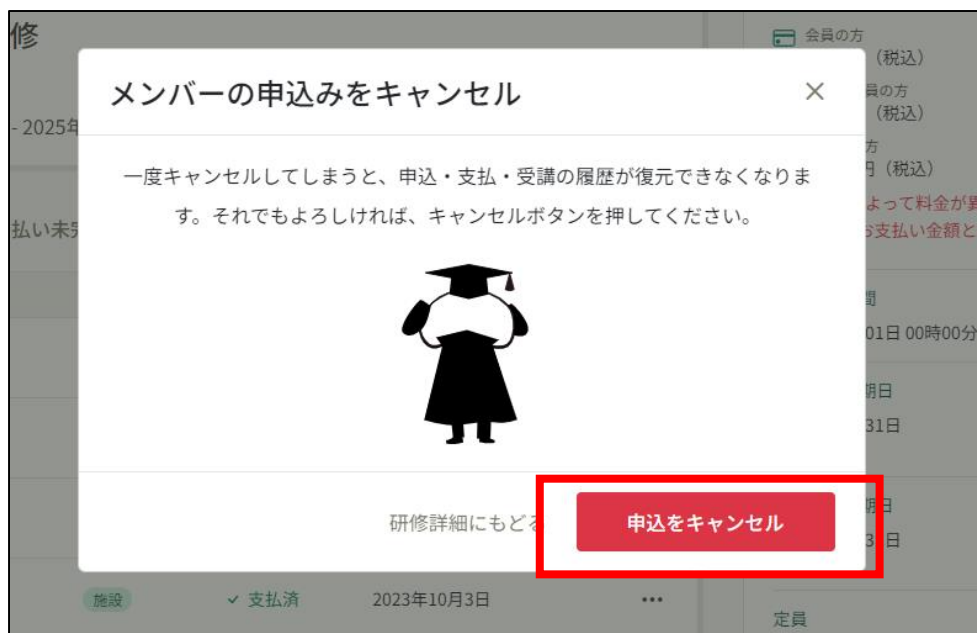 修
会員の方
(税込)
メンバーの申込みをキャンセル
員の方
(税込)
- 2025年
方
円(税込)
一度キャンセルしてしまうと、申込・支払・受講の履歴が復元できなくなりま
す。それでもよろしければ、キャンセルボタンを押してください。
よって料金が異
お支払い金額と
払い未完
間
01日 00時00分
期日
31日
研修詳細にもどる
申込をキャンセル
期日
3 日
施設
支払済
2023年10月3日
定員